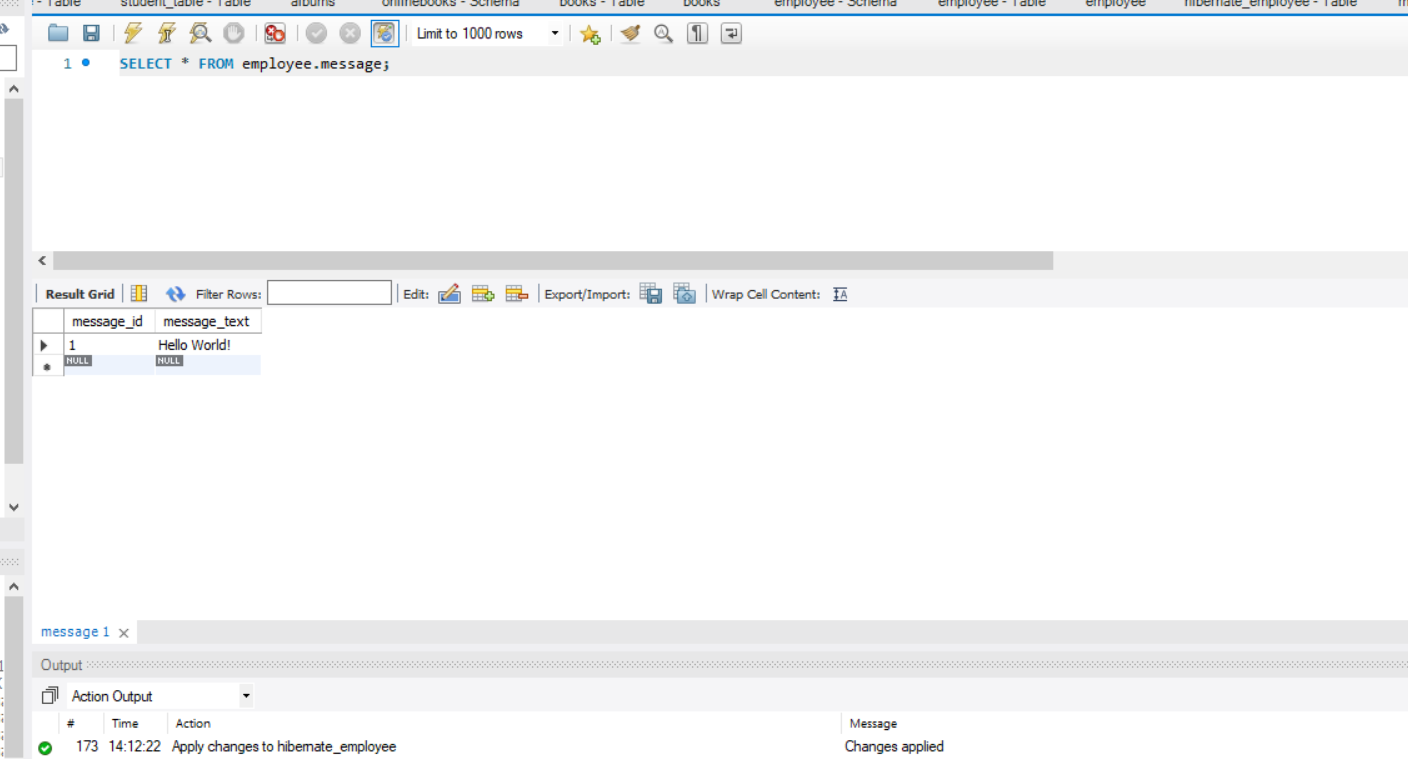 - Table student_table - Table albums onlinebooks - Schema books - Table books employee - Schema employee - Table employee hibernate_employee - Table
Limit to 1000 rows
1 SELECT * FROM employee.message;
Result Grid Filter Rows: Edit: Export/Import: Wrap Cell Content:
message_id message_text
1 Hello World!
NULL NULL
message 1
Output
Action Output
# Time Action Message
173 14:12:22 Apply changes to hibernate_employee Changes applied